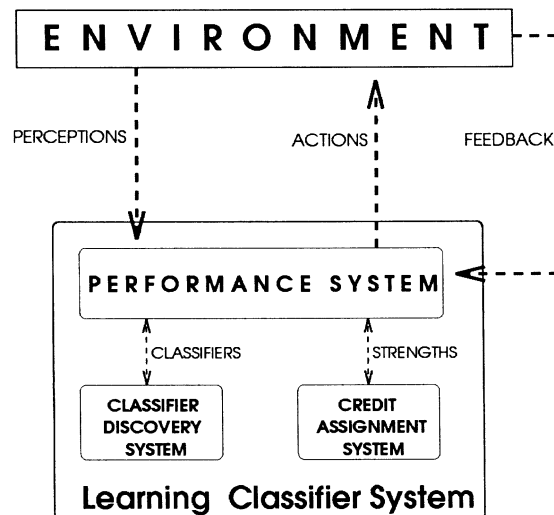 ENVIRONMENT
PERCEPTIONS
ACTIONS
FEEDBACK
PERFORMANCE SYSTEM
CLASSIFIERS
STRENGTHS
CLASSIFIER
DISCOVERY
SYSTEM
CREDIT
ASSIGNMENT
SYSTEM
Learning Classifier System